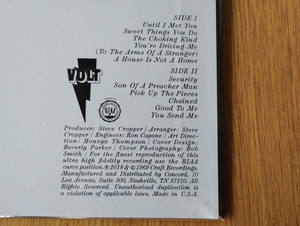 SIDE I
Until I Met You
Sweet Things You Do
The Choking Kind
You're Driving Me
(To The Arms Of A Stranger)
A House Is Not A Home
VOLT
SIDE II
Security
Son Of A Preacher Man
Pick Up The Pieces
Chained
Good To Me
You Send Me
RIAA
Producer: Steve Cropper/Arranger: Steve
Cropper / Engineer: Ron Capone / Art Direc-
tion: Honeya Thompson / Cover Design:
Beverly Parker / Cover Photography: Bob
Smith / For the finest reproduction of this
ultra high fidelity recording use the RIAA
curve position. ℗ 2018 & © 1969 Craft Recordings.
Manufactured and Distributed by Concord, 10
Lea Avenue, Suite 300, Nashville, TN 37210. All
Rights Reserved. Unauthorized duplication is
a violation of applicable laws. Made in U.S.A.